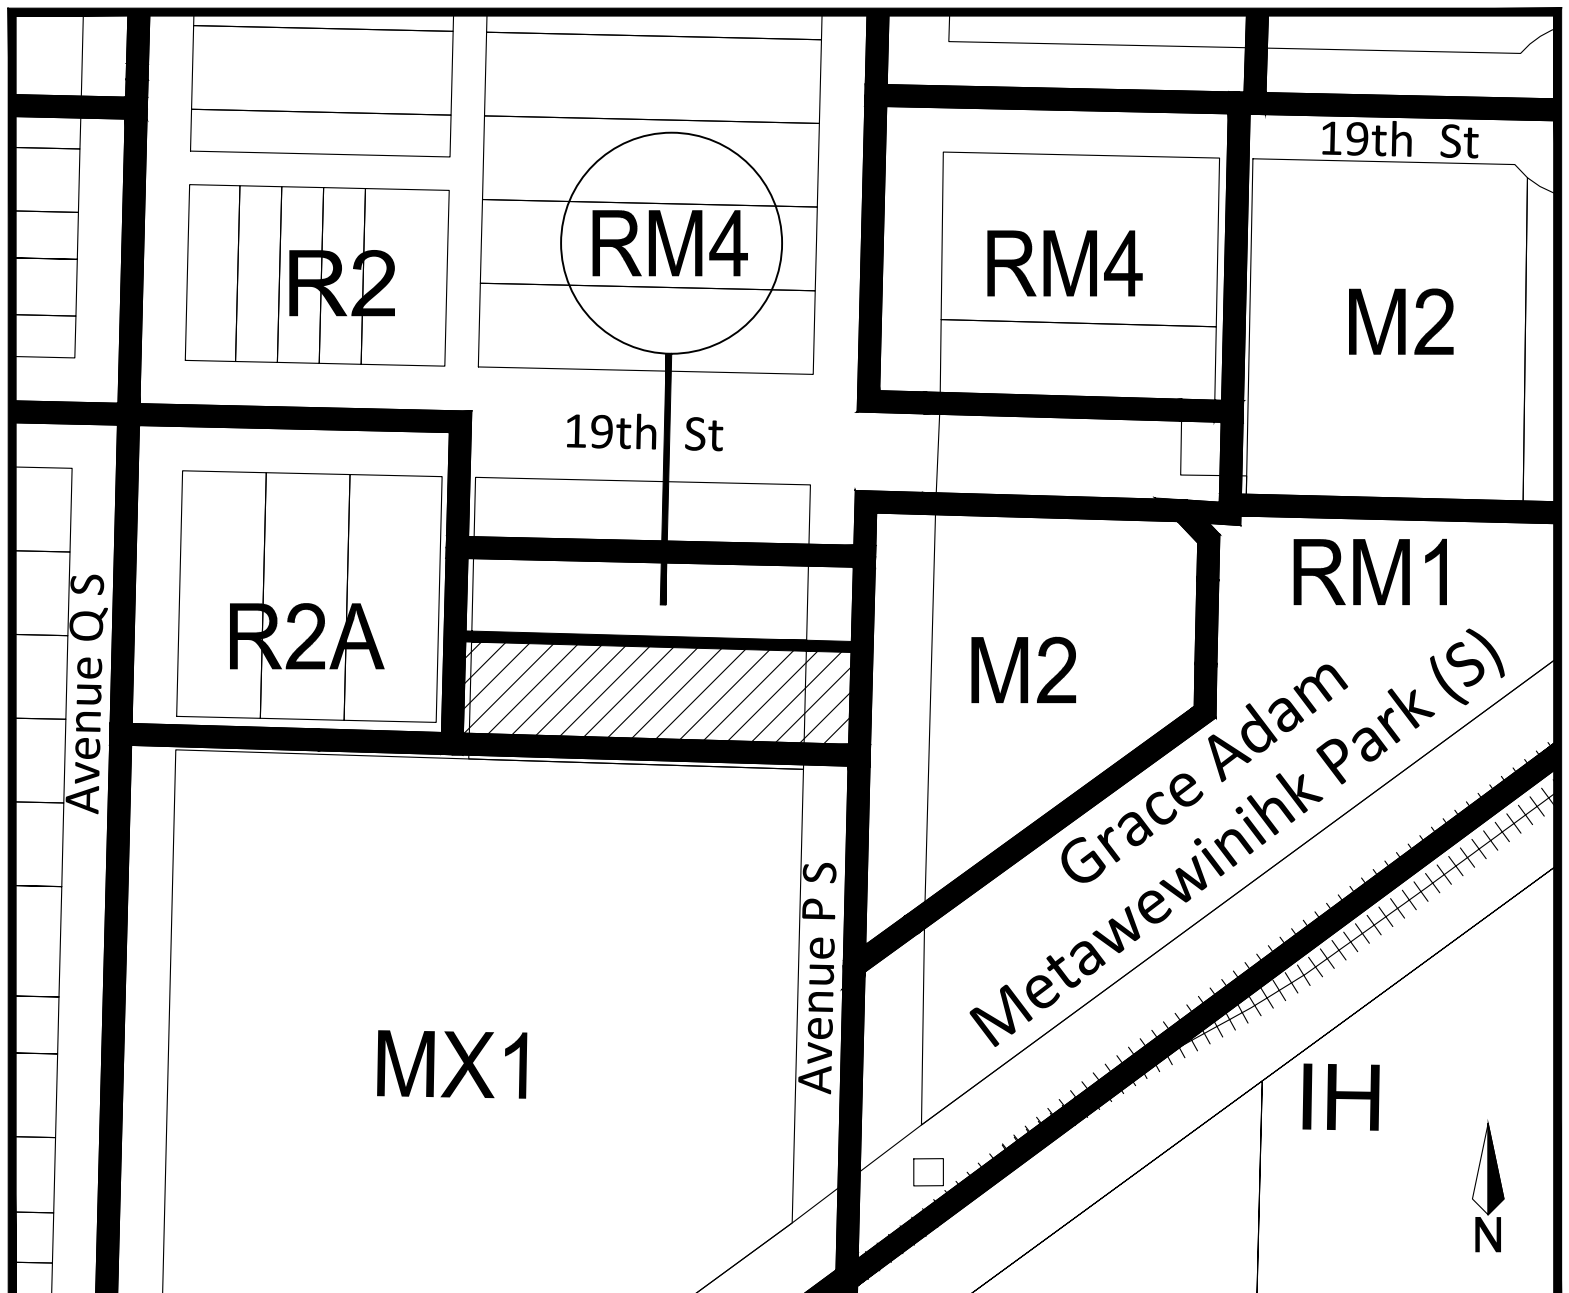 19th St
RM4
RM4
R2
M2
19th St
RM1
R2A
Avenue Q S
M2
Grace Adam
Metawewinihk Park (S)
Avenue P S
MX1
IH
N